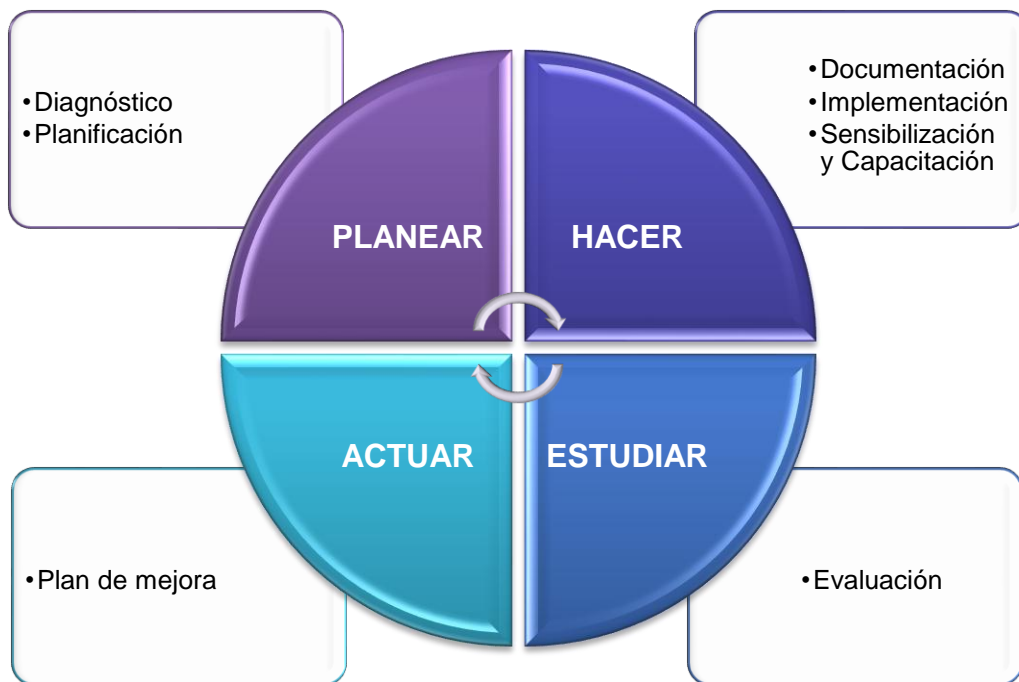 •Diagnóstico
•Planificación
•Documentación
•Implementación
•Sensibilización
y Capacitación
PLANEAR
HACER
ACTUAR
ESTUDIAR
•Plan de mejora
•Evaluación